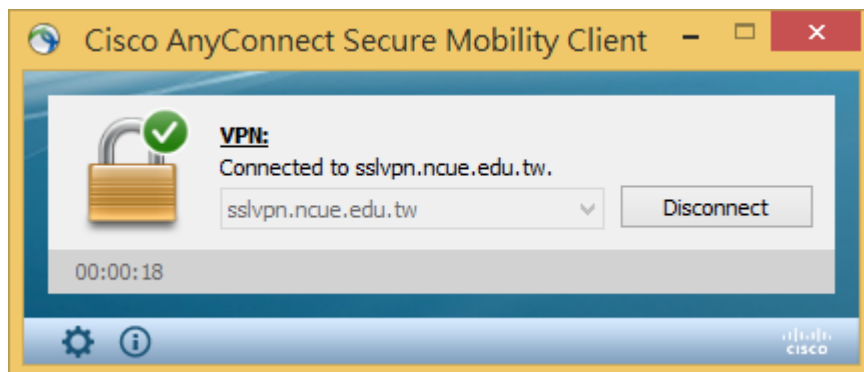 Cisco AnyConnect Secure Mobility Client
VPN:
Connected to sslvpn.ncue.edu.tw.
sslvpn.ncue.edu.tw
Disconnect
00:00:18
CISCO